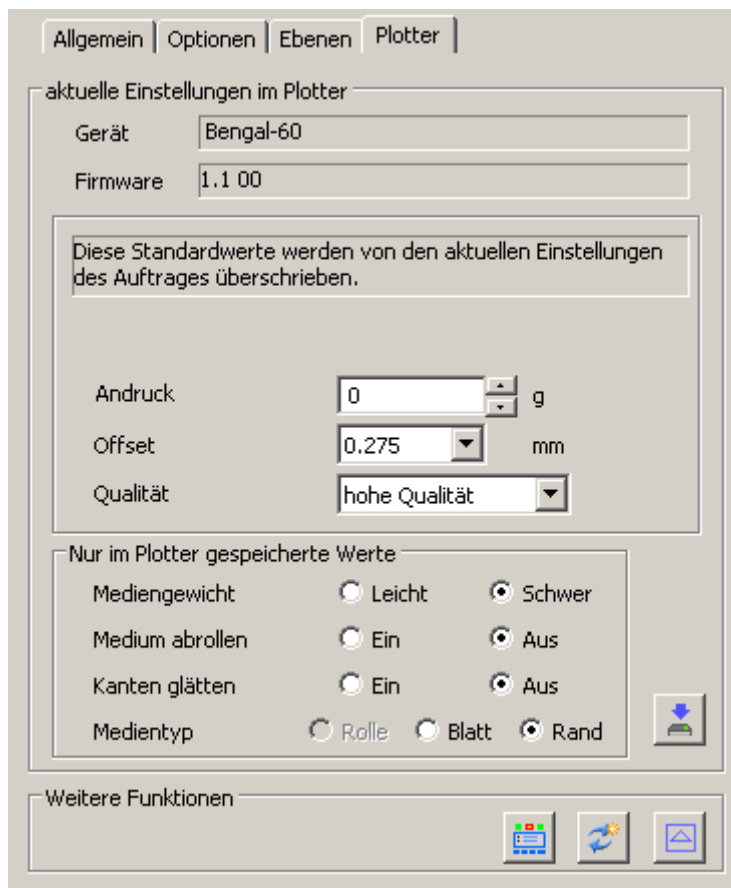 Allgemein Optionen Ebenen Plotter
aktuelle Einstellungen im Plotter
Gerät Bengal-60
Firmware 1.1 00
Diese Standardwerte werden von den aktuellen Einstellungen
des Auftrages überschrieben.
Andruck 0 g
Offset 0.275 mm
Qualität hohe Qualität
Nur im Plotter gespeicherte Werte
Mediengewicht Leicht Schwer
Medium abrollen Ein Aus
Kanten glätten Ein Aus
Medientyp Rolle Blatt Rand
Weitere Funktionen